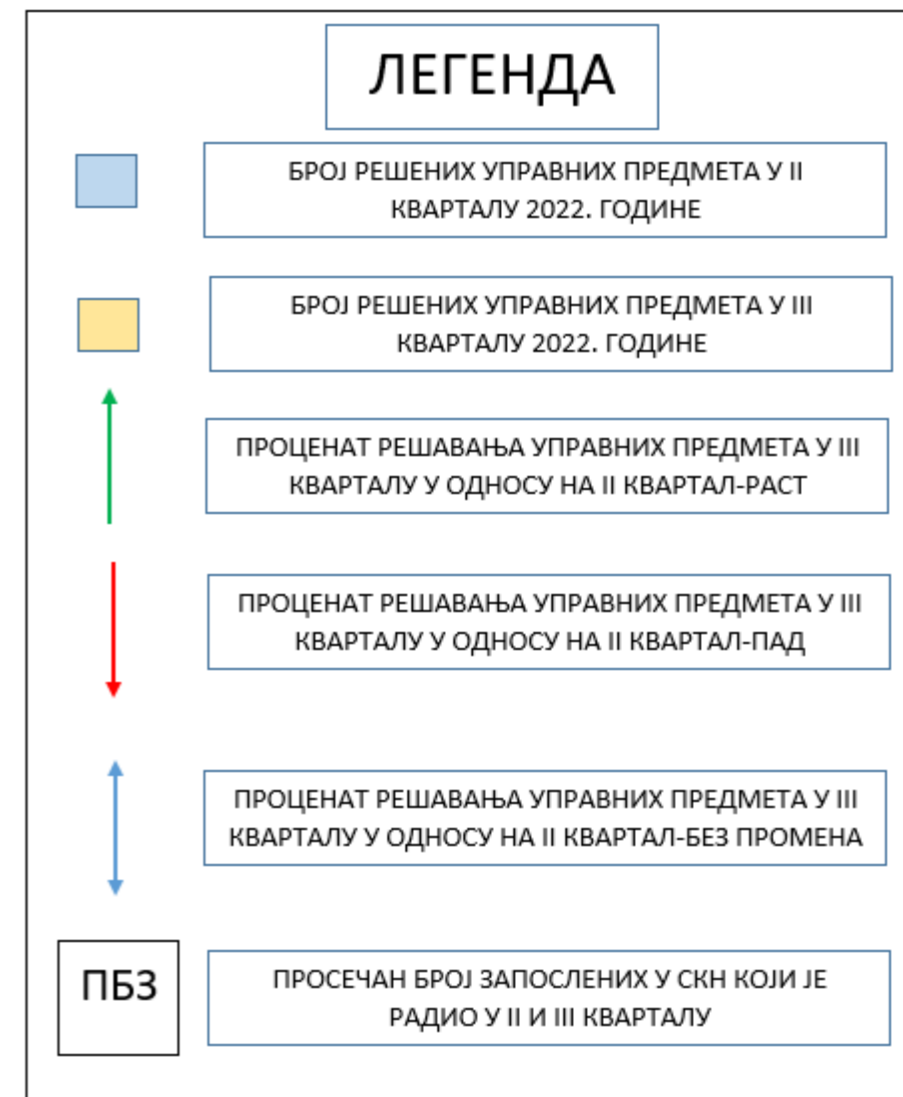 ЛЕГЕНДА
БРОЈ РЕШЕНИХ УПРАВНИХ ПРЕДМЕТА У II
КВАРТАЛУ 2022. ГОДИНЕ
БРОЈ РЕШЕНИХ УПРАВНИХ ПРЕДМЕТА У III
КВАРТАЛУ 2022. ГОДИНЕ
ПРОЦЕНАТ РЕШАВАЊА УПРАВНИХ ПРЕДМЕТА У III
КВАРТАЛУ У ОДНОСУ НА II КВАРТАЛ-РАСТ
ПРОЦЕНАТ РЕШАВАЊА УПРАВНИХ ПРЕДМЕТА У III
КВАРТАЛУ У ОДНОСУ НА II КВАРТАЛ-ПАД
ПРОЦЕНАТ РЕШАВАЊА УПРАВНИХ ПРЕДМЕТА У III
КВАРТАЛУ У ОДНОСУ НА II КВАРТАЛ-БЕЗ ПРОМЕНА
ПБЗ
ПРОСЕЧАН БРОЈ ЗАПОСЛЕНИХ У СКН КОЈИ ЈЕ
РАДИО У II И III КВАРТАЛУ